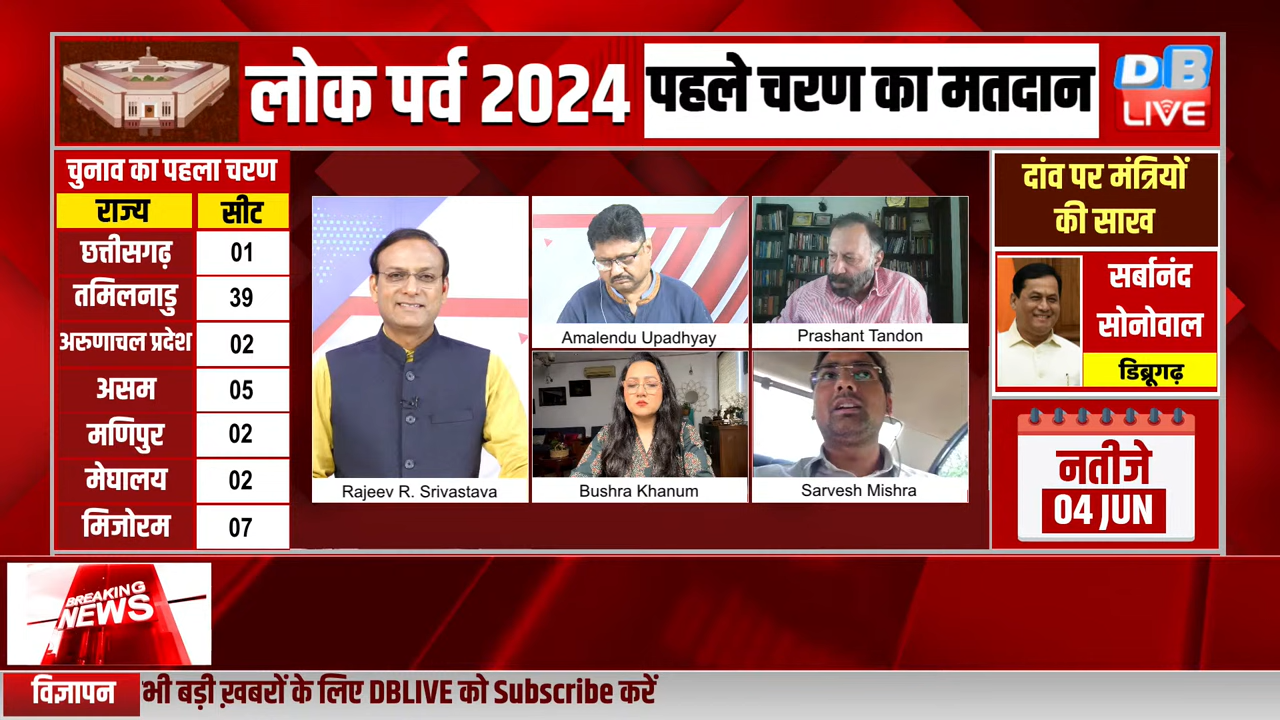 लोक पर्व 2024
पहले चरण का मतदान
DB
LIVE
चुनाव का पहला चरण
राज्य सीट
छत्तीसगढ़ 01
तमिलनाडु 39
अरुणाचल प्रदेश 02
असम 05
मणिपुर 02
मेघालय 02
मिजोरम 07
Rajeev R. Srivastava
Amalendu Upadhyay
Prashant Tandon
Bushra Khanum
Sarvesh Mishra
दांव पर मंत्रियों
की साख
सर्बानंद
सोनोवाल
डिब्रूगढ़
नतीजे
04 JUN
BREAKING
NEWS
विज्ञापन
भी बड़ी ख़बरों के लिए DBLIVE को Subscribe करें